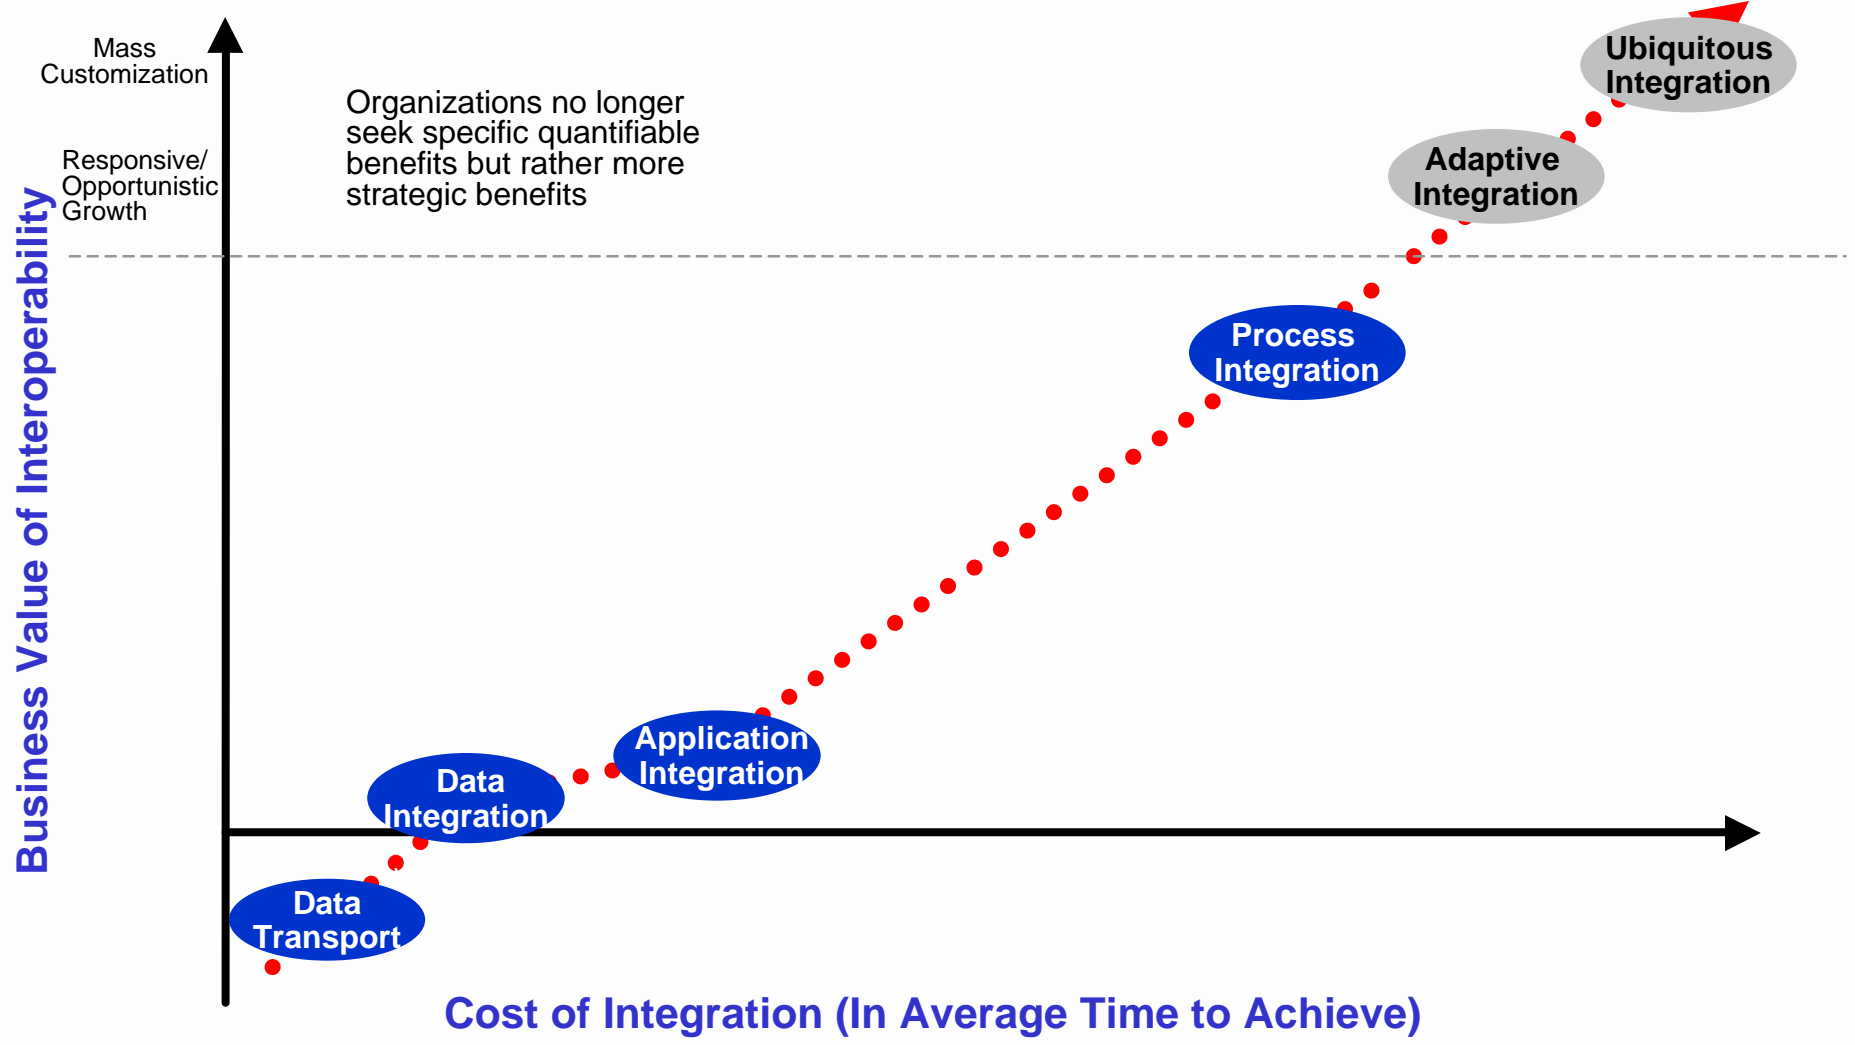 Mass
Customization
Responsive/
Opportunistic
Growth
Organizations no longer
seek specific quantifiable
benefits but rather more
strategic benefits
Ubiquitous
Integration
Adaptive
Integration
Process
Integration
Application
Integration
Data
Integration
Data
Transport
Business Value of Interoperability
Cost of Integration (In Average Time to Achieve)